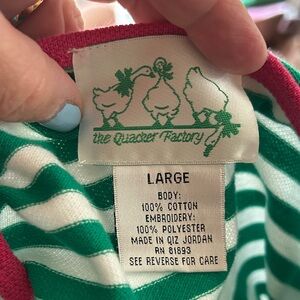 the Quacker Factory
LARGE
BODY:
100% COTTON
EMBROIDERY:
100% POLYESTER
MADE IN QIZ JORDAN
RN 81893
SEE REVERSE FOR CARE